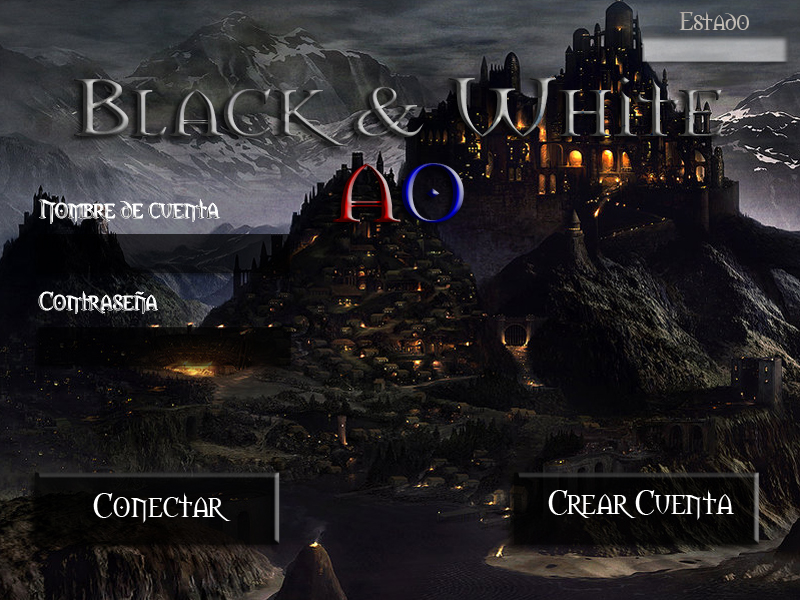 Estado
Black & White
AO
Nombre de cuenta
Contraseña
Conectar
Crear Cuenta